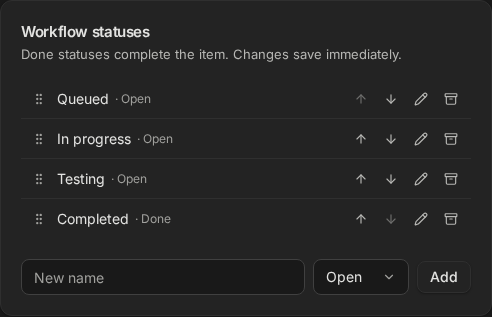 Workflow statuses
Done statuses complete the item. Changes save immediately.
Queued · Open
In progress · Open
Testing · Open
Completed · Done
New name Open Add